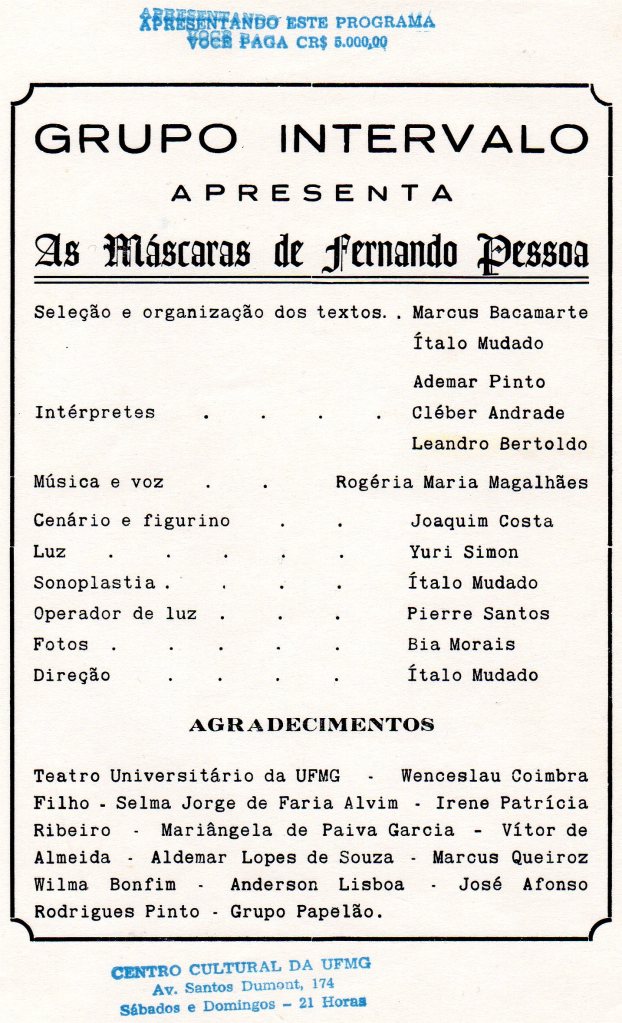 APRESENTANDO ESTE PROGRAMA
VOCE PAGA CR$ 5.000,00
GRUPO INTERVALO
APRESENTA
As Máscaras de Fernando Pessoa
Seleção e organização dos textos. . Marcus Bacamarte
Ítalo Mudado
Ademar Pinto
Intérpretes . . . . Cléber Andrade
Leandro Bertoldo
Música e voz . . Rogéria Maria Magalhães
Cenário e figurino . . Joaquim Costa
Luz . . . . . Yuri Simon
Sonoplastia . . . . Ítalo Mudado
Operador de luz . . . Pierre Santos
Fotos . . . . . Bia Morais
Direção . . . . Ítalo Mudado
AGRADECIMENTOS
Teatro Universitário da UFMG - Wenceslau Coimbra
Filho - Selma Jorge de Faria Alvim - Irene Patrícia
Ribeiro - Mariângela de Paiva Garcia - Vítor de
Almeida - Aldemar Lopes de Souza - Marcus Queiroz
Wilma Bonfim - Anderson Lisboa - José Afonso
Rodrigues Pinto - Grupo Papelão.
CENTRO CULTURAL DA UFMG
Av. Santos Dumont, 174
Sábados e Domingos - 21 Horas